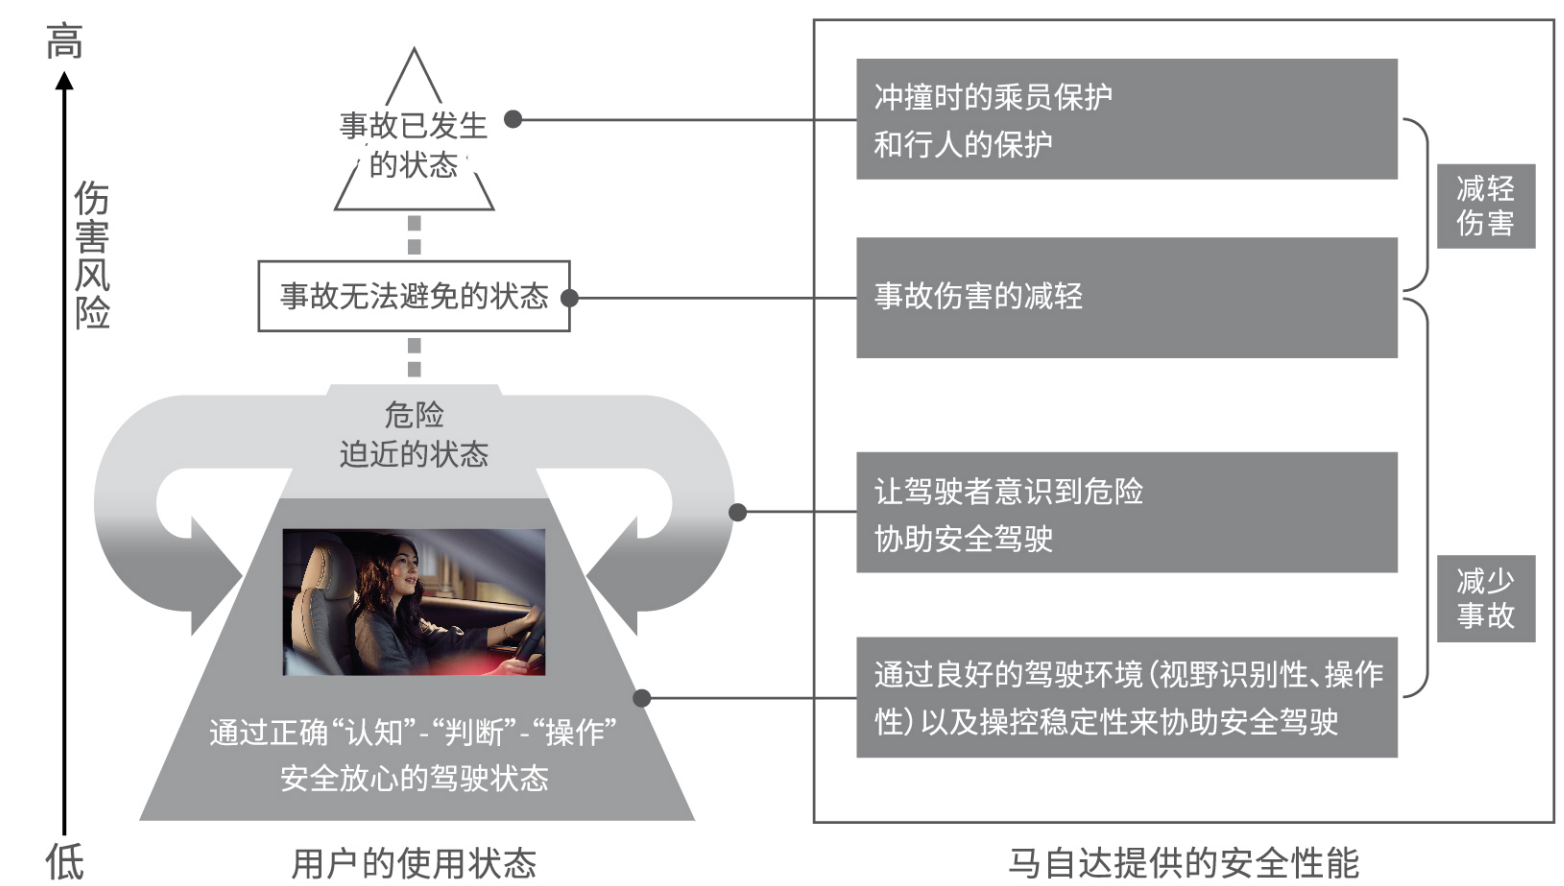 高
伤害风险
低
事故已发生
的状态
事故无法避免的状态
危险
迫近的状态
通过正确“认知”-“判断”-“操作”
安全放心的驾驶状态
用户的使用状态
冲撞时的乘员保护
和行人的保护
事故伤害的减轻
让驾驶者意识到危险
协助安全驾驶
通过良好的驾驶环境（视野识别性、操作
性）以及操控稳定性来协助安全驾驶
减轻
伤害
减少
事故
马自达提供的安全性能